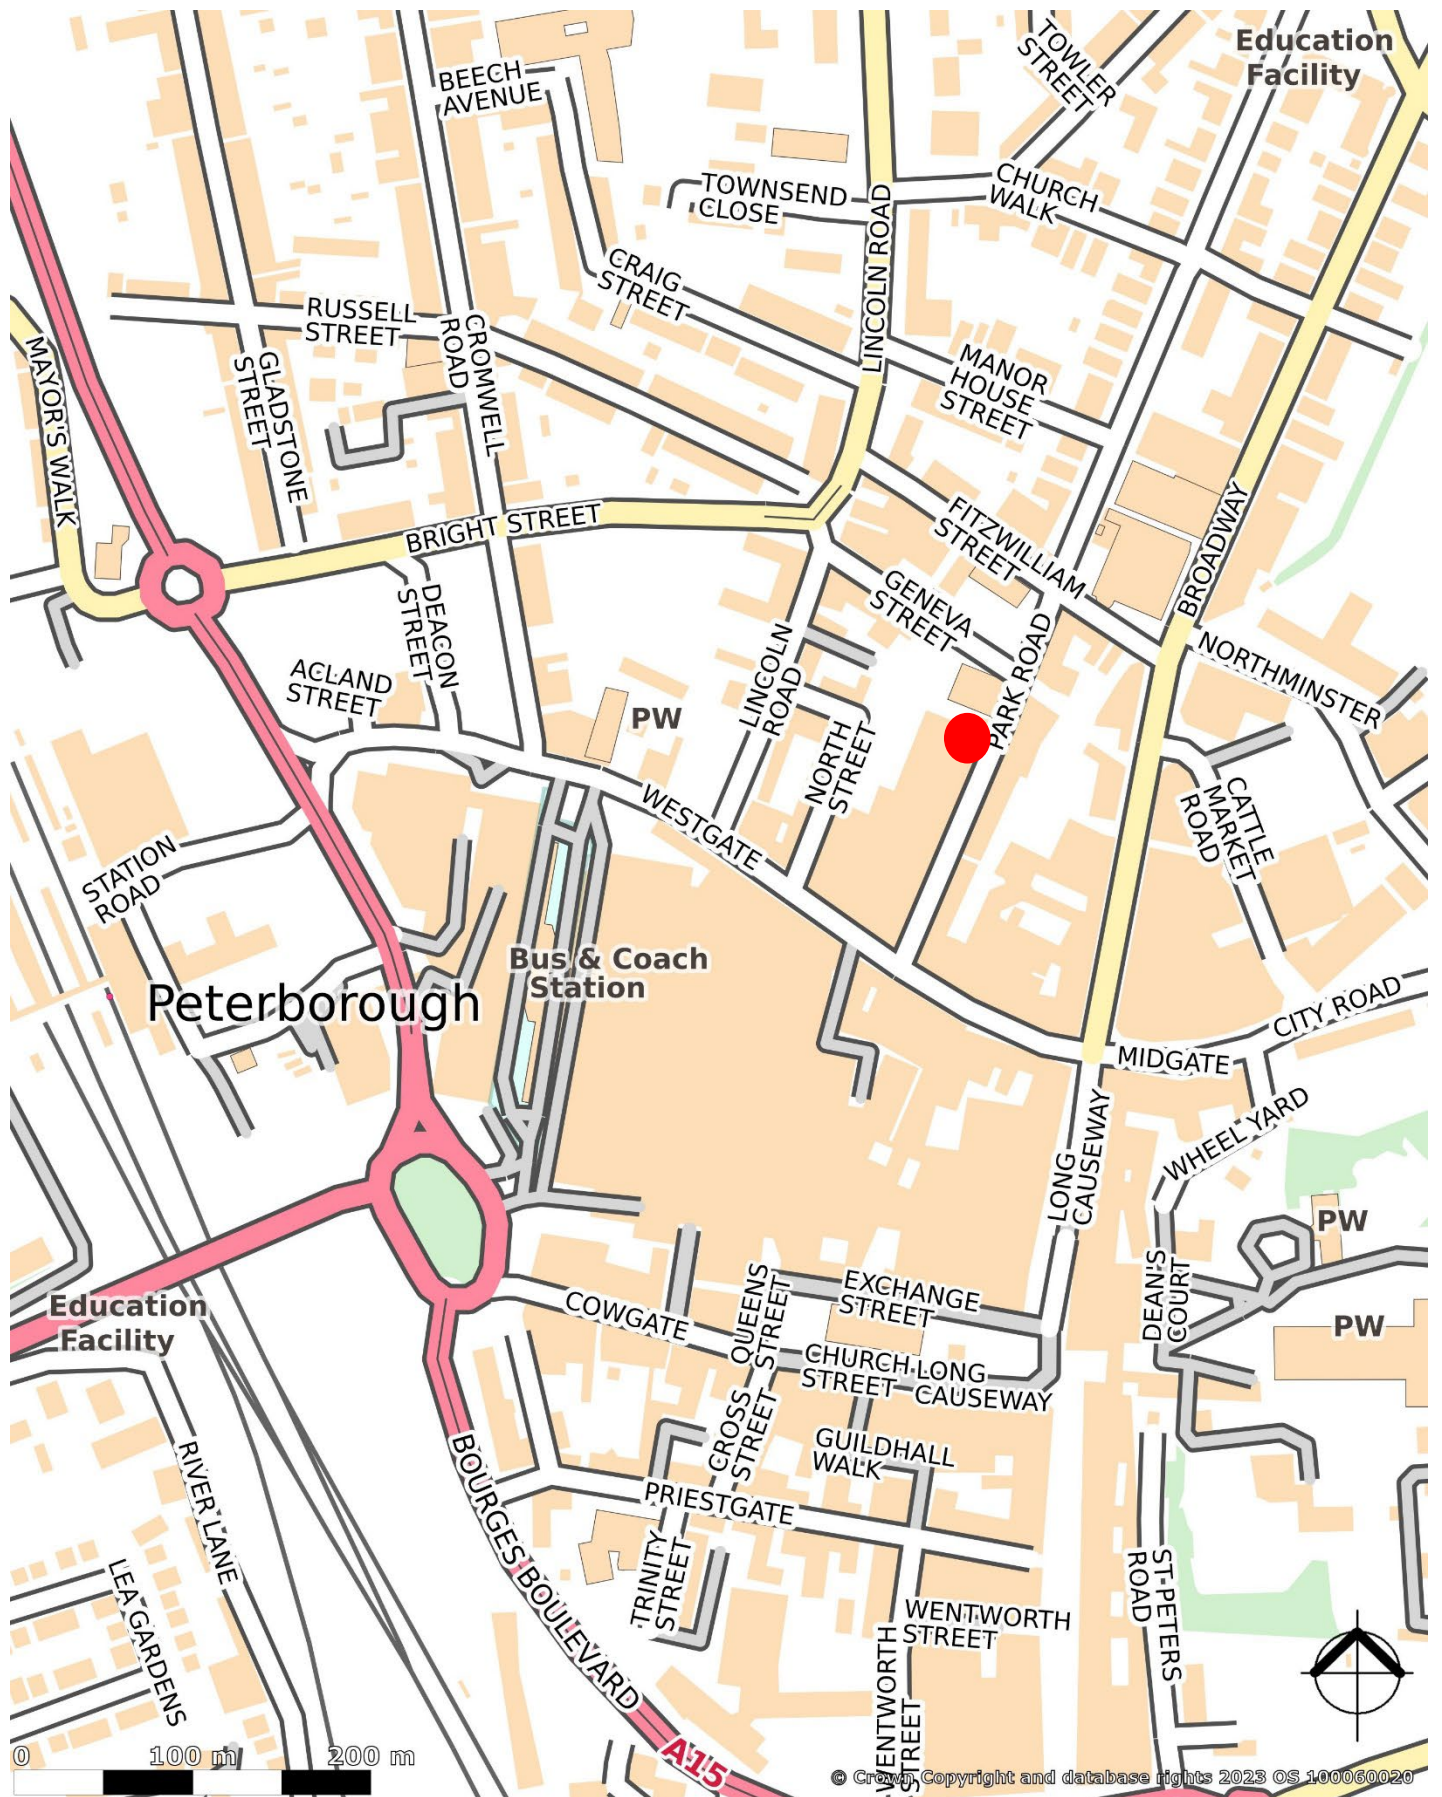 TOWLER
STREET
Education
Facility
BEECH
AVENUE
TOWNSEND
CLOSE
CHURCH
WALK
LINCOLN ROAD
CRAIG
STREET
RUSSELL
STREET
CROMWELL
ROAD
MAYOR'S WALK
GLADSTONE
STREET
MANOR
HOUSE
STREET
BRIGHT STREET
FITZWILLIAM
STREET
BROADWAY
GENEVA
STREET
DEACON
STREET
ACLAND
STREET
LINCOLN
ROAD
PARK ROAD
NORTHMINSTER
PW
NORTH
STREET
WESTGATE
CATTLE
MARKET
ROAD
STATION
ROAD
Bus & Coach
Station
Peterborough
CITY ROAD
MIDGATE
WHEEL YARD
LONG
CAUSEWAY
PW
DEAN'S
COURT
Education
Facility
COWGATE
QUEENS
STREET
EXCHANGE
STREET
PW
CHURCH
STREET
LONG
CAUSEWAY
CROSS
STREET
GUILDHALL
WALK
RIVER LANE
BOURGES BOULEVARD
PRIESTGATE
TRINITY
STREET
LEA GARDENS
WENTWORTH
STREET
ST-PETERS
ROAD
WENTWORTH
STREET
A15
0 100 m 200 m
© Crown Copyright and database rights 2023 OS 100060020